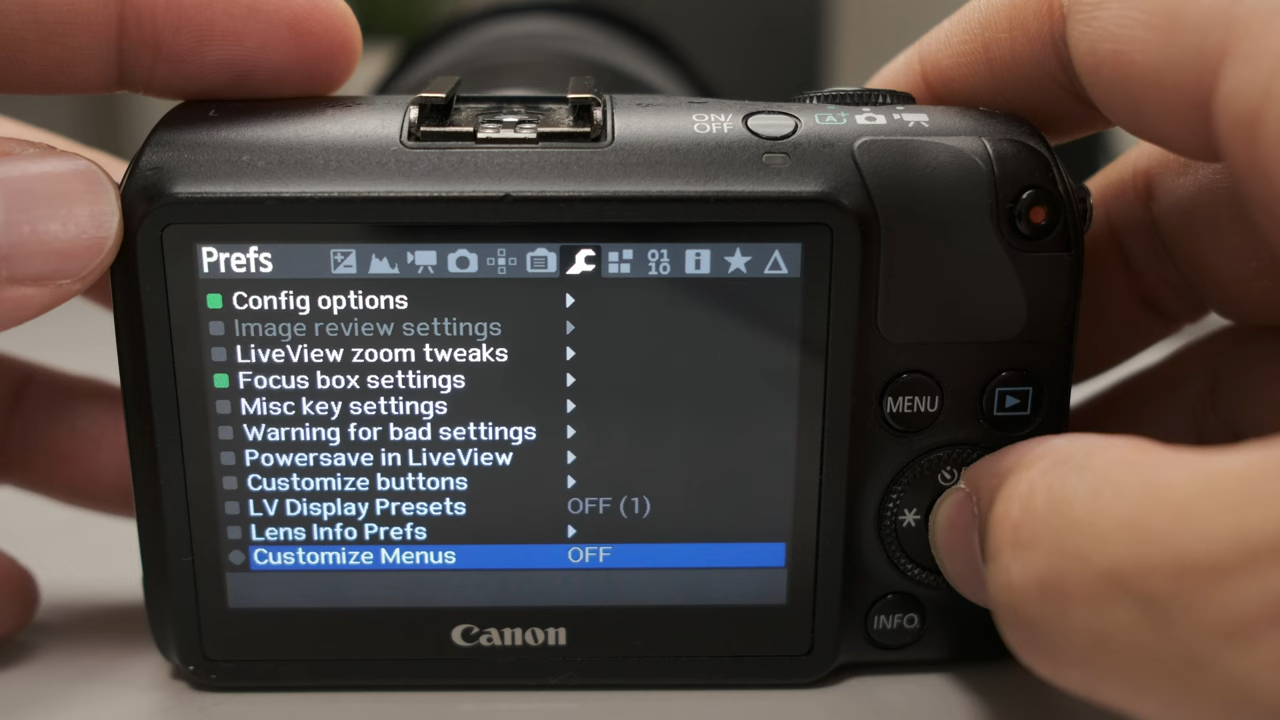 ON/
OFF
A+
Prefs
01
10
i
Config options
Image review settings
LiveView zoom tweaks
Focus box settings
Misc key settings
Warning for bad settings
Powersave in LiveView
Customize buttons
LV Display Presets OFF (1)
Lens Info Prefs
Customize Menus OFF
MENU
*
INFO.
Canon